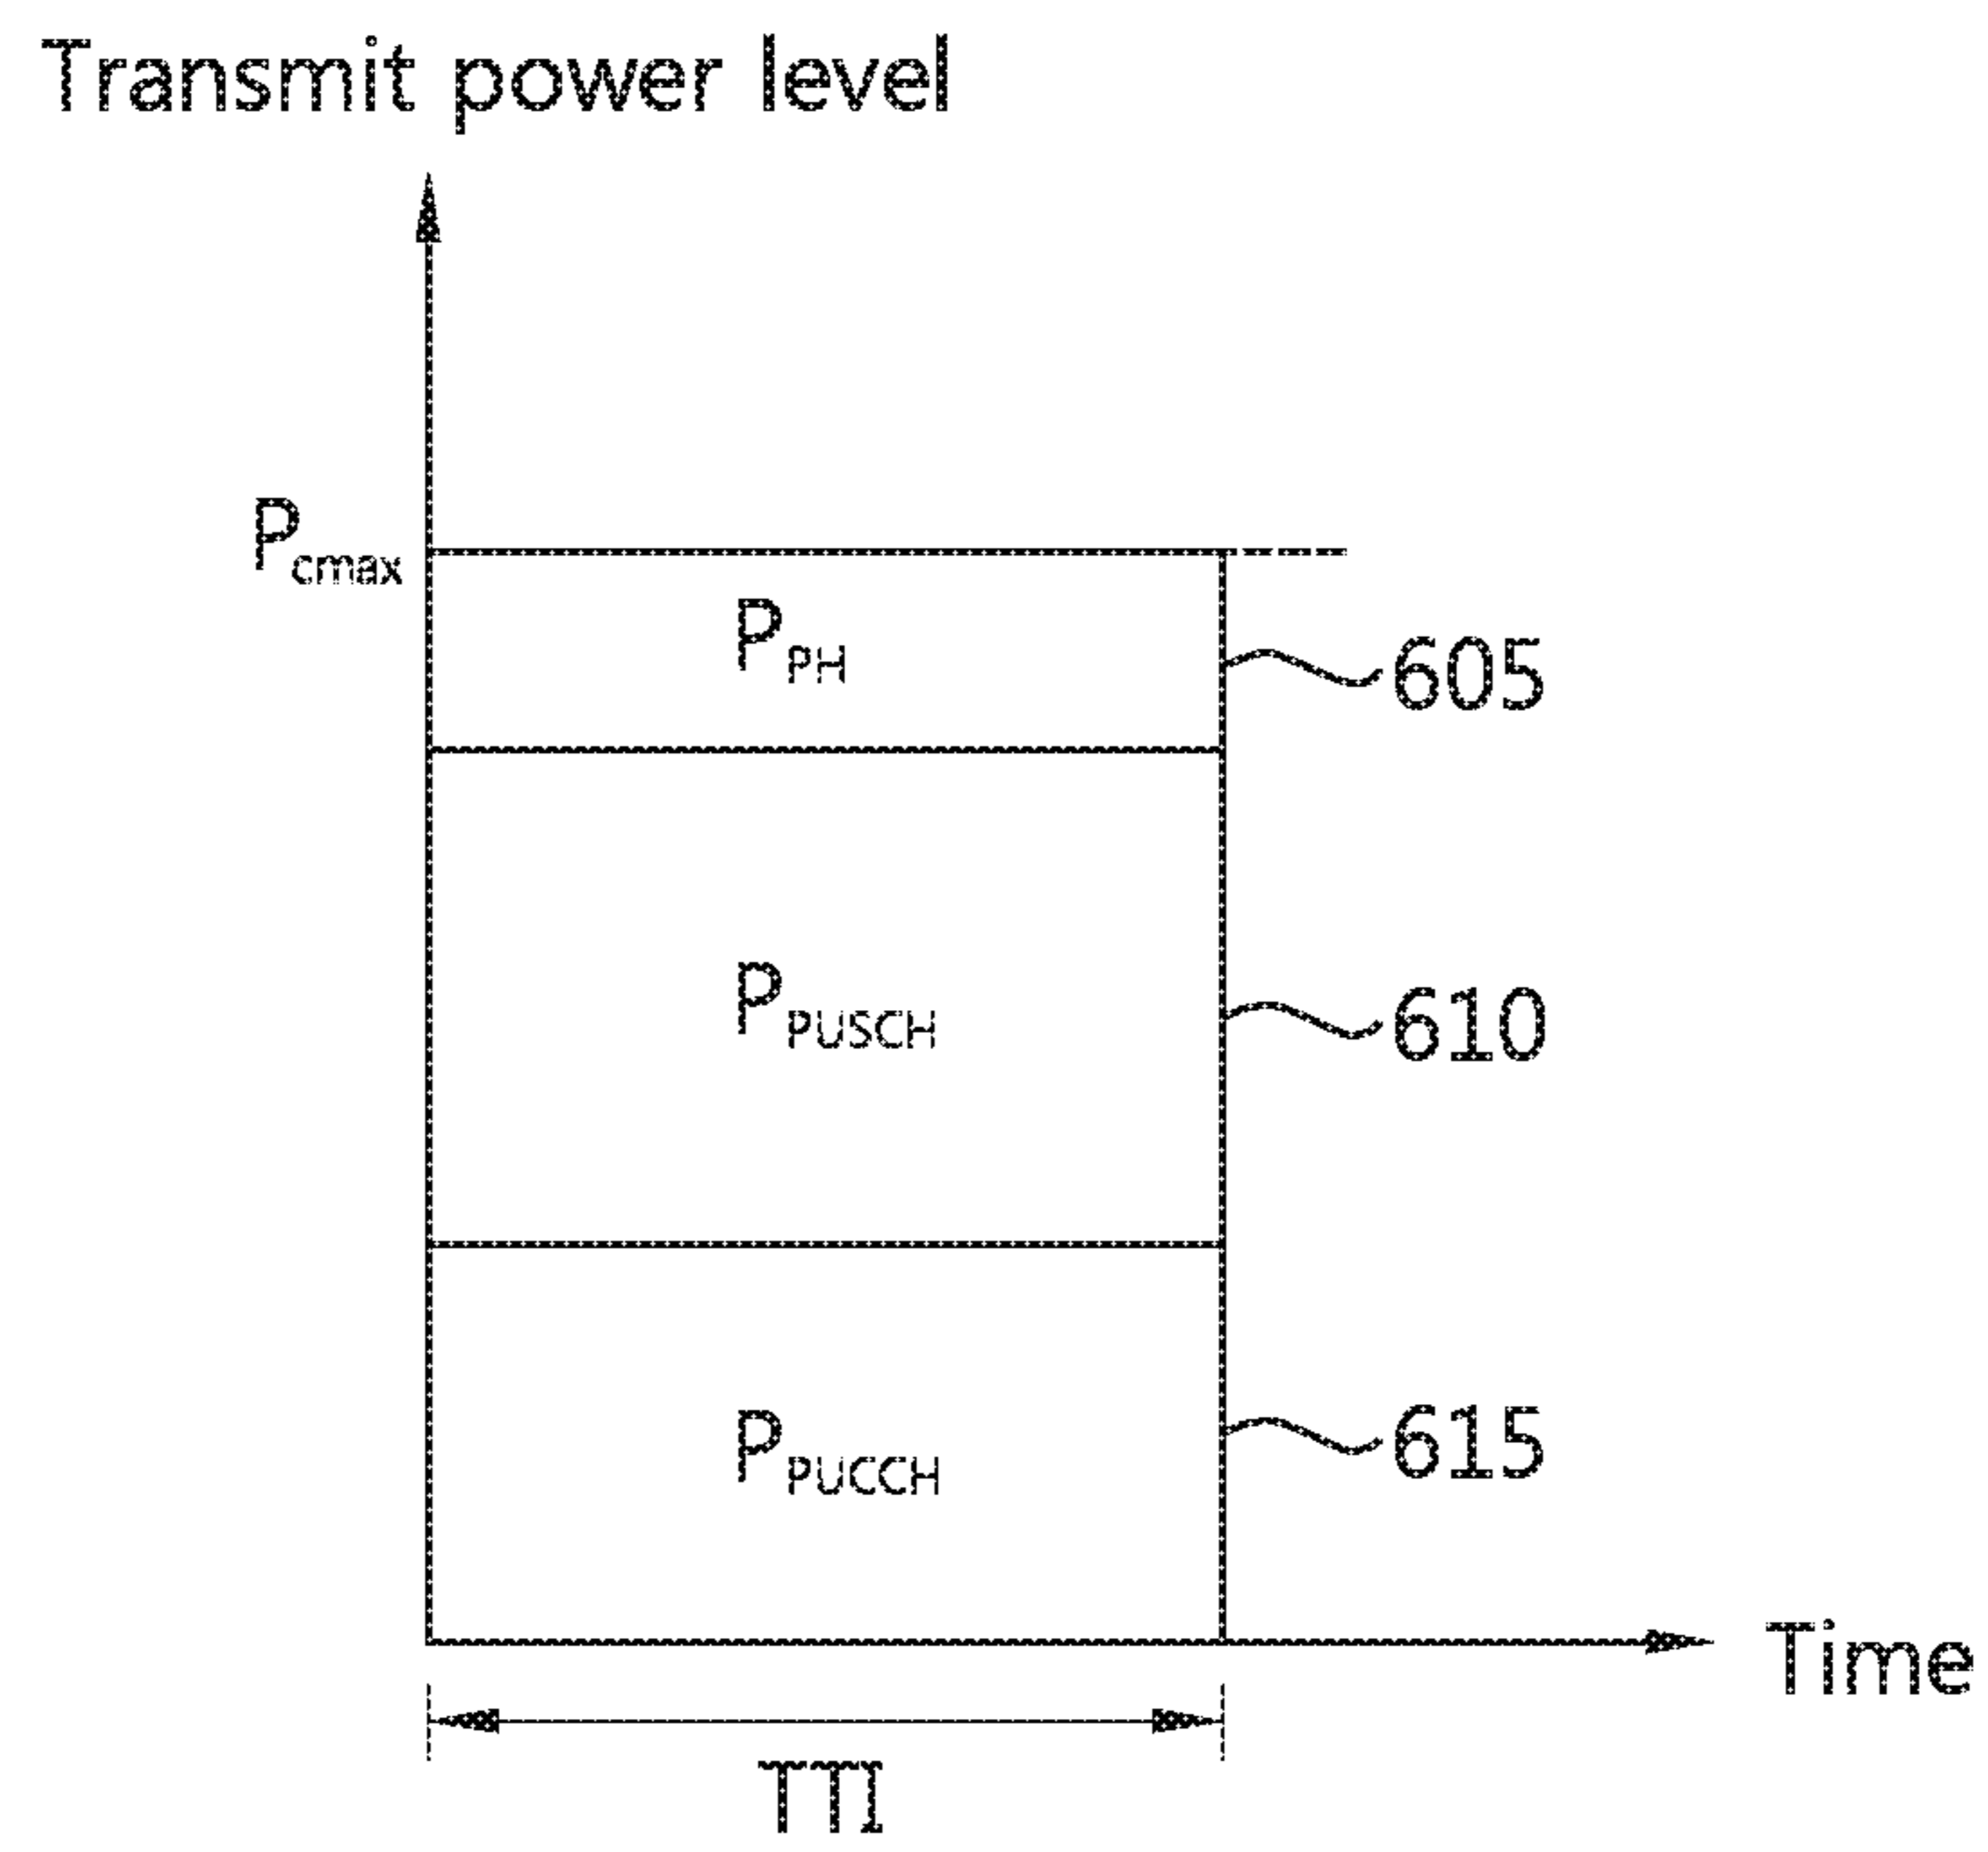 Transmit power level
Pcmax
PPH
605
PPUSCH
610
PPUCCH
615
Time
TTI